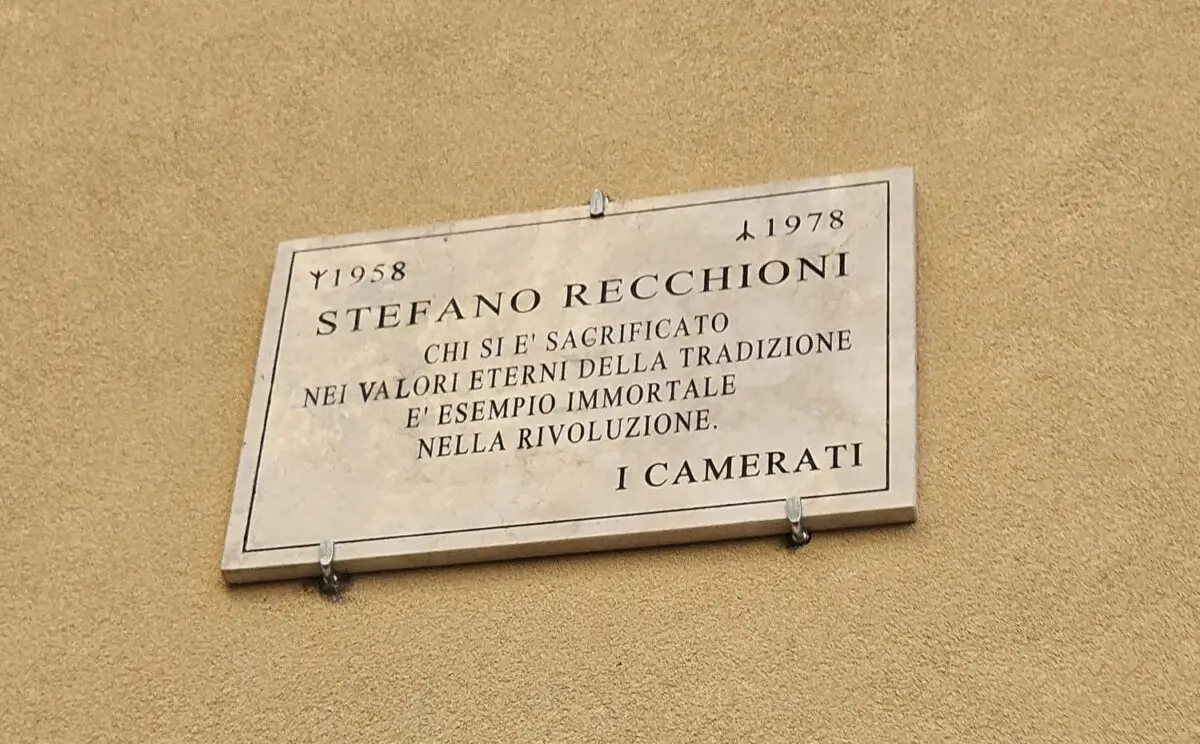 ᛉ1958
ᛦ1978
STEFANO RECCHIONI
CHI SI E' SACRIFICATO
NEI VALORI ETERNI DELLA TRADIZIONE
E' ESEMPIO IMMORTALE
NELLA RIVOLUZIONE.
I CAMERATI